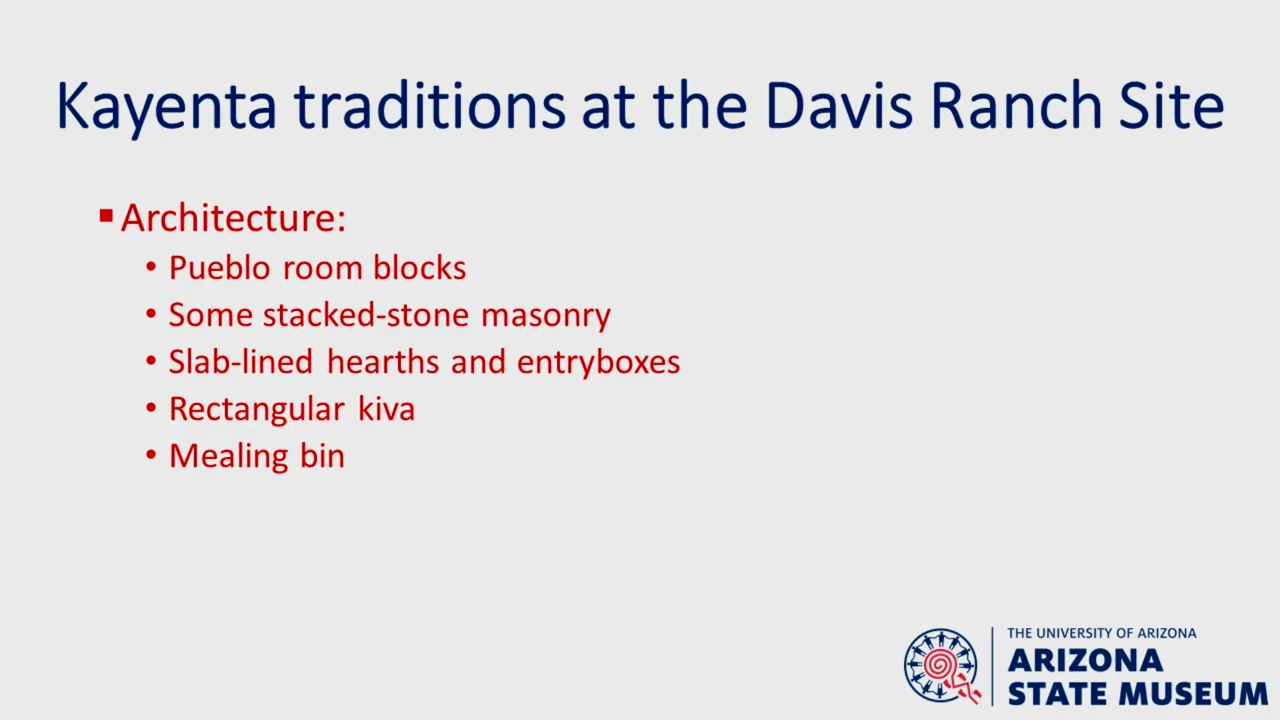 Kayenta traditions at the Davis Ranch Site
▪ Architecture:
• Pueblo room blocks
• Some stacked-stone masonry
• Slab-lined hearths and entryboxes
• Rectangular kiva
• Mealing bin
THE UNIVERSITY OF ARIZONA
ARIZONA
STATE MUSEUM